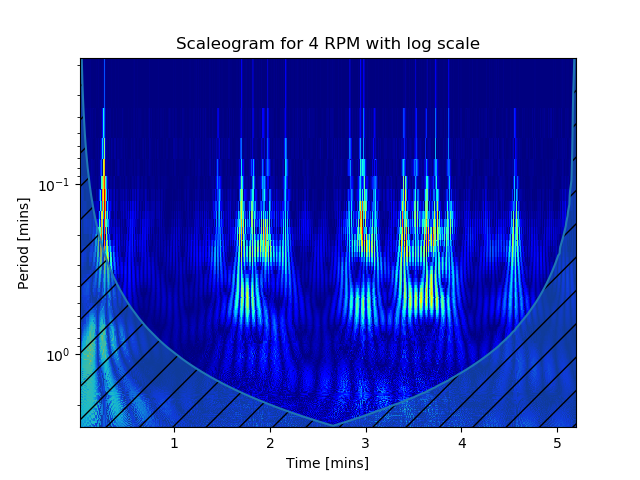 Scaleogram for 4 RPM with log scale
Period [mins]
10⁻¹
10⁰
1 2 3 4 5
Time [mins]